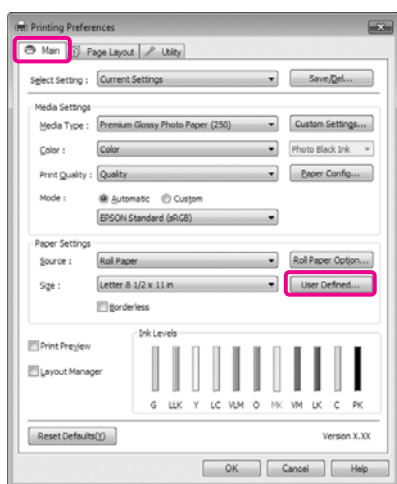 Printing Preferences
Main Page Layout Utility
Select Setting : Current Settings Save/Del...
Media Settings
Media Type : Premium Glossy Photo Paper (250) Custom Settings...
Color : Color Photo Black Ink
Print Quality : Quality Paper Config...
Mode : Automatic Custom
EPSON Standard (sRGB)
Paper Settings
Source : Roll Paper Roll Paper Option...
Size : Letter 8 1/2 x 11 in User Defined...
Borderless
Ink Levels
Print Preview
Layout Manager
G LLK Y LC VLM O MK VM LK C PK
Reset Defaults(Y) Version X.XX
OK Cancel Help